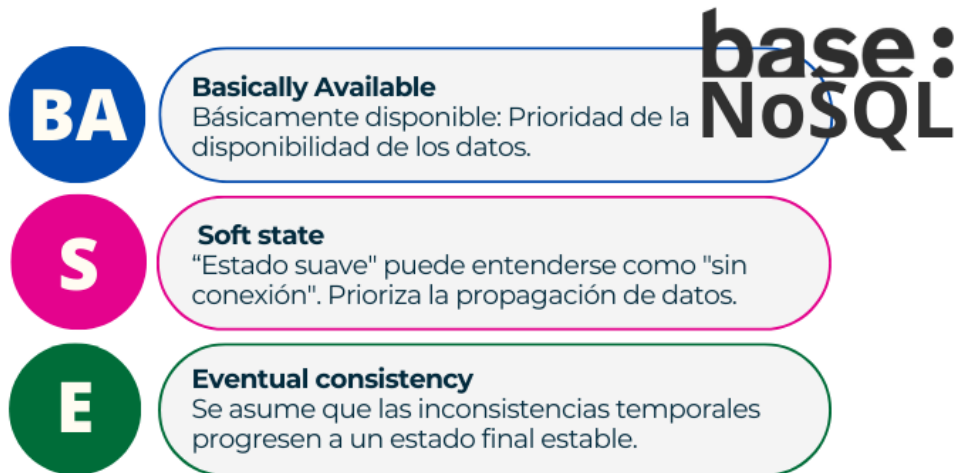 base:
NoSQL
BA
Basically Available
Básicamente disponible: Prioridad de la
disponibilidad de los datos.
S
Soft state
“Estado suave" puede entenderse como "sin
conexión". Prioriza la propagación de datos.
E
Eventual consistency
Se asume que las inconsistencias temporales
progresen a un estado final estable.